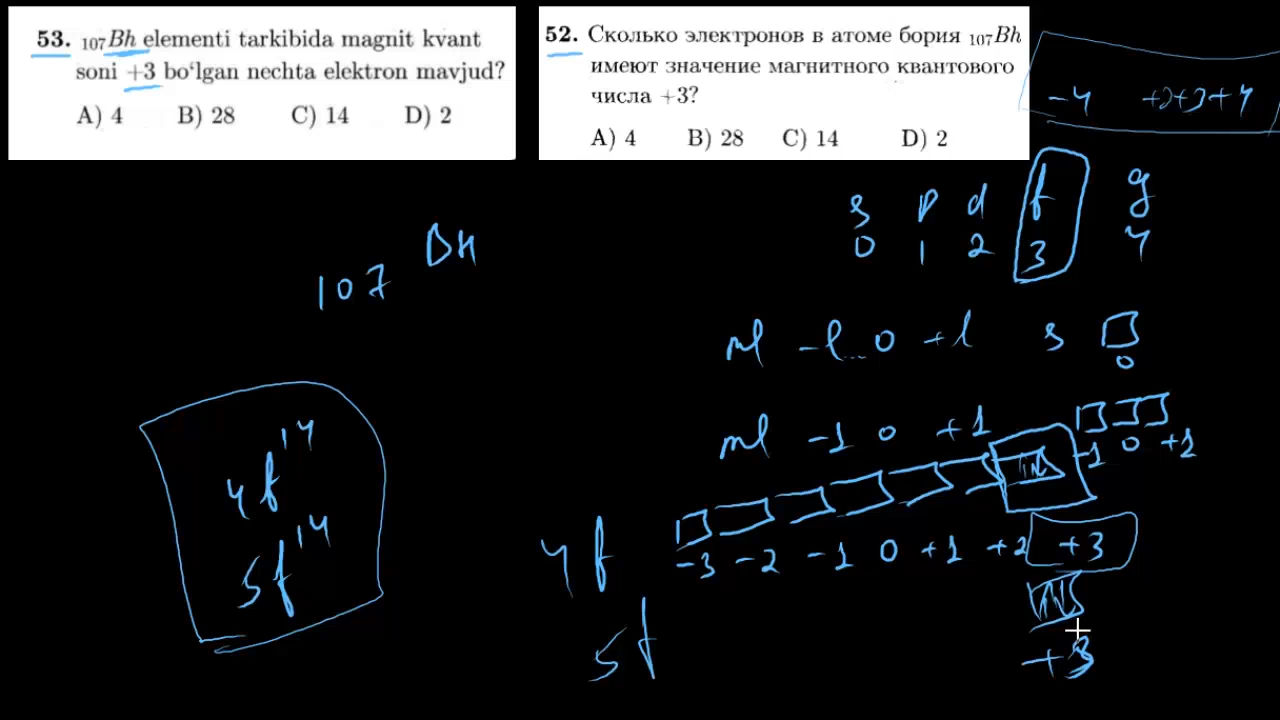 53. ₁₀₇Bh elementi tarkibida magnit kvant
soni +3 bo‘lgan nechta elektron mavjud?
A) 4 B) 28 C) 14 D) 2
52. Сколько электронов в атоме бория ₁₀₇Bh
имеют значение магнитного квантового
числа +3?
A) 4 B) 28 C) 14 D) 2
-4 +2+3+4
s p d f g
0 1 2 3 4
107 Bh
ml -l...0 +l s
0
ml -1 0 +1
-1 0 +1
4f¹⁴
5f¹⁴
4f
-3 -2 -1 0 +1 +2 +3
5f
+3